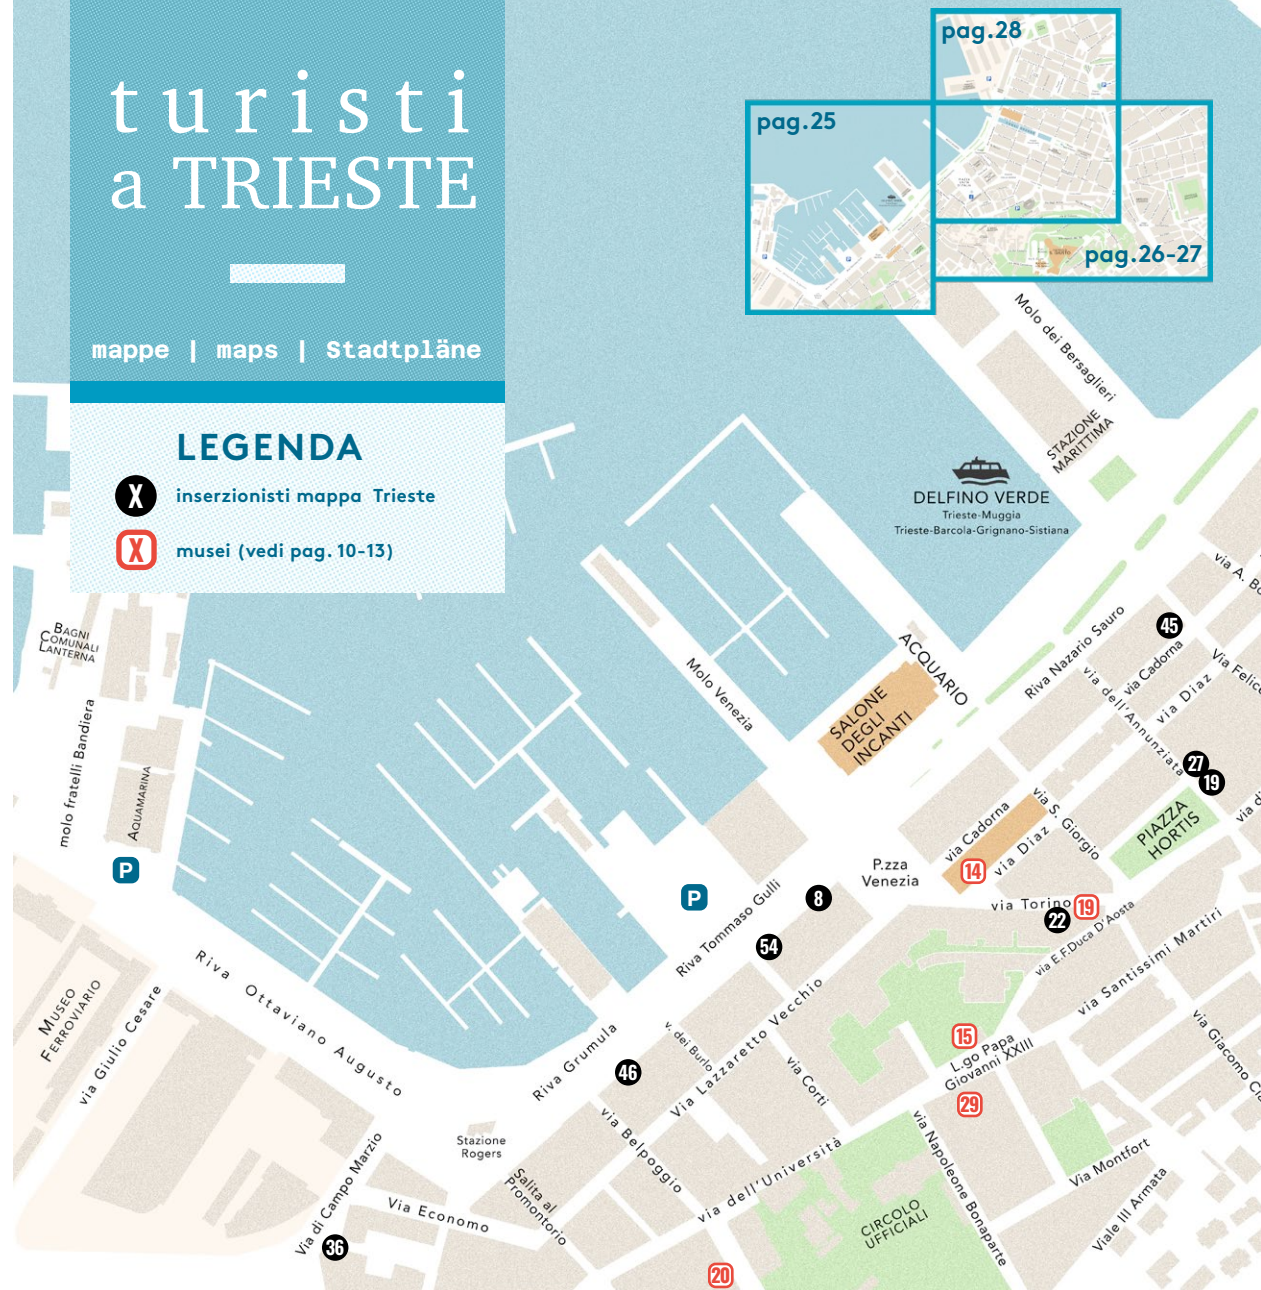 turisti
a TRIESTE
mappe | maps | Stadtpläne
LEGENDA
X inserzionisti mappa Trieste
X musei (vedi pag. 10-13)
pag.28
pag.25
pag.26-27
Molo dei Bersaglieri
STAZIONE
MARITTIMA
DELFINO VERDE
Trieste-Muggia
Trieste-Barcola-Grignano-Sistiana
BAGNI
COMUNALI
LANTERNA
molo fratelli Bandiera
AQUAMARINA
P
Molo Venezia
ACQUARIO
SALONE
DEGLI
INCANTI
Riva Nazario Sauro
via A. Bo
45
via Cadorna
Via Felice
via dell'Annunziata
via Diaz
27
19
via d
PIAZZA
HORTIS
via Cadorna
via S. Giorgio
via Diaz
14
P.zza
Venezia
P
Riva Tommaso Gulli
8
54
via Torino
19
22
via E.F.Duca D'Aosta
via Santissimi Martiri
Riva Ottaviano Augusto
MUSEO
FERROVIARIO
via Giulio Cesare
Riva Grumula
46
v. dei Burlo
Via Lazzaretto Vecchio
via Corti
15
L.go Papa
Giovanni XXIII
29
via Giacomo Cia
Stazione
Rogers
via Belpoggio
via dell'Università
via Napoleone Bonaparte
Via Montfort
Viale III Armata
Via di Campo Marzio
36
Via Economo
Salita al
Promontorio
CIRCOLO
UFFICIALI
20